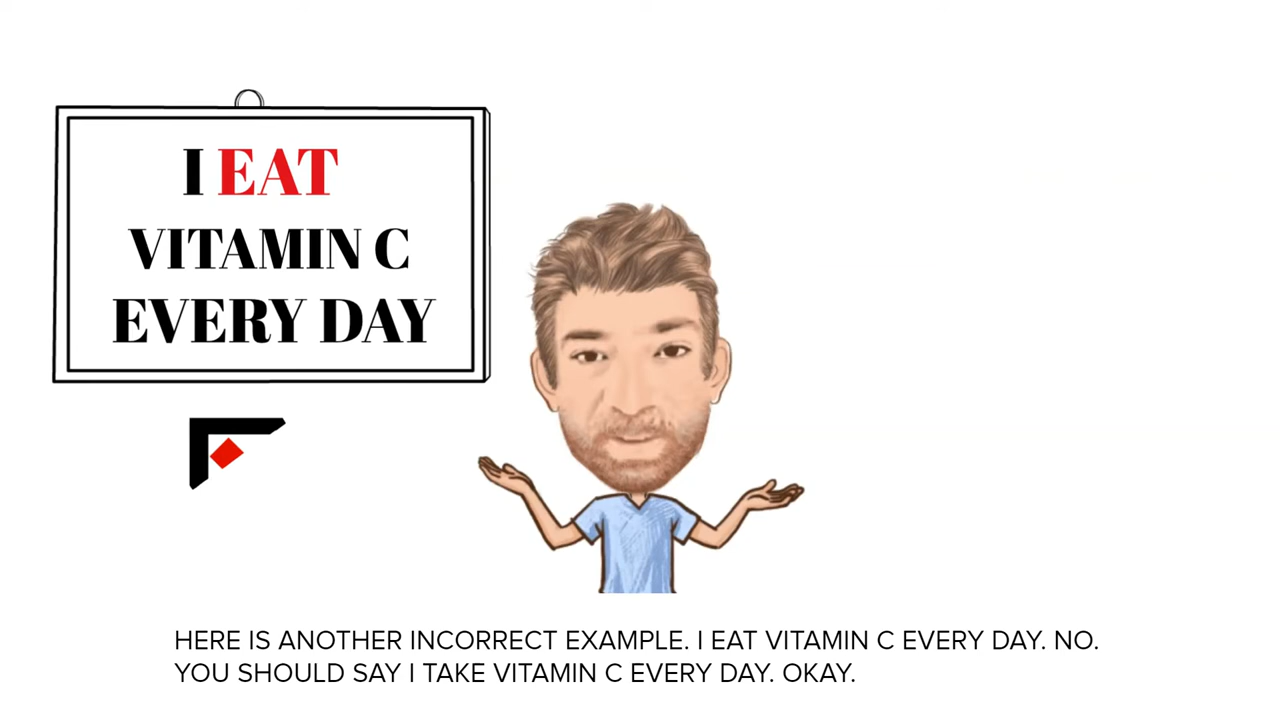 I EAT
VITAMIN C
EVERY DAY
HERE IS ANOTHER INCORRECT EXAMPLE. I EAT VITAMIN C EVERY DAY. NO.
YOU SHOULD SAY I TAKE VITAMIN C EVERY DAY. OKAY.